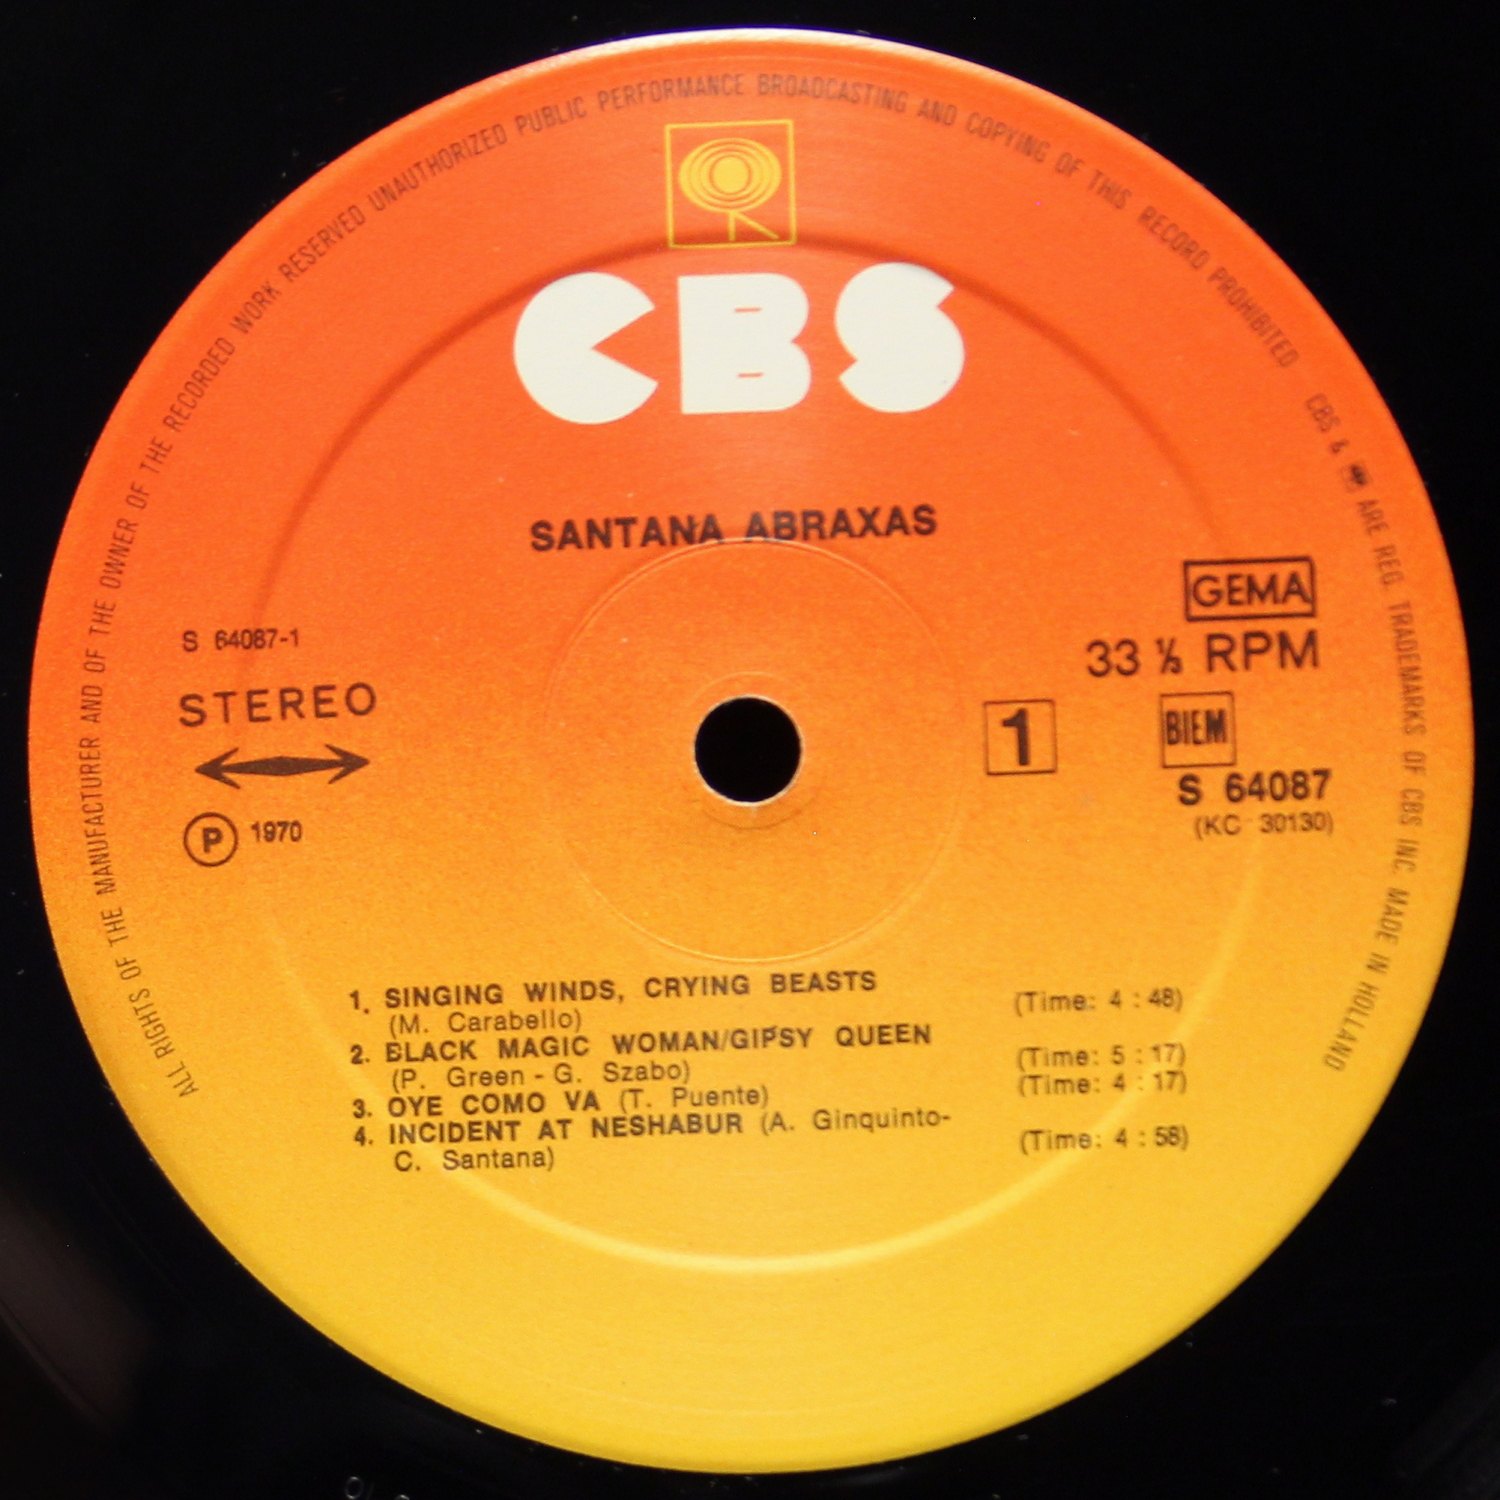 ALL RIGHTS OF THE MANUFACTURER AND OF THE OWNER OF THE RECORDED WORK RESERVED UNAUTHORIZED PUBLIC PERFORMANCE BROADCASTING AND COPYING OF THIS RECORD PROHIBITED
CBS & ARE REG. TRADEMARKS OF CBS INC. MADE IN HOLLAND
CBS
SANTANA ABRAXAS
S 64087-1
STEREO
℗ 1970
GEMA
33 ⅓ RPM
1
BIEM
S 64087
(KC 30130)
1. SINGING WINDS, CRYING BEASTS (Time: 4 : 48)
(M. Carabello)
2. BLACK MAGIC WOMAN/GIPSY QUEEN (Time: 5 : 17)
(P. Green - G. Szabo)
3. OYE COMO VA (T. Puente) (Time: 4 : 17)
4. INCIDENT AT NESHABUR (A. Ginquinto- (Time: 4 : 58)
C. Santana)